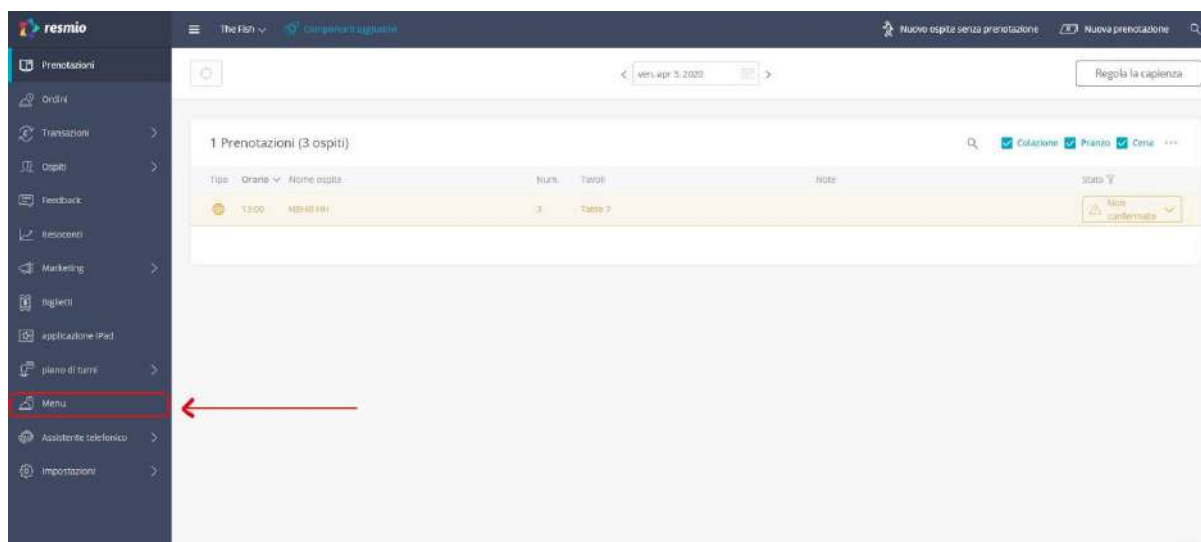 resmio
The Fish
Componenti aggiuntivi
Nuovo ospite senza prenotazione
Nuova prenotazione
Prenotazioni
Ordini
Transazioni
Ospiti
Feedback
Resoconti
Marketing
Biglietti
applicazione iPad
piano di turni
Menu
Assistente telefonico
Impostazioni
ven, apr 3, 2020
Regola la capienza
1 Prenotazioni (3 ospiti)
Colazione Pranzo Cena
Tipo Orario Nome ospite Num. Tavoli Note Stato
13:00 3 Table 7 Non
confermata